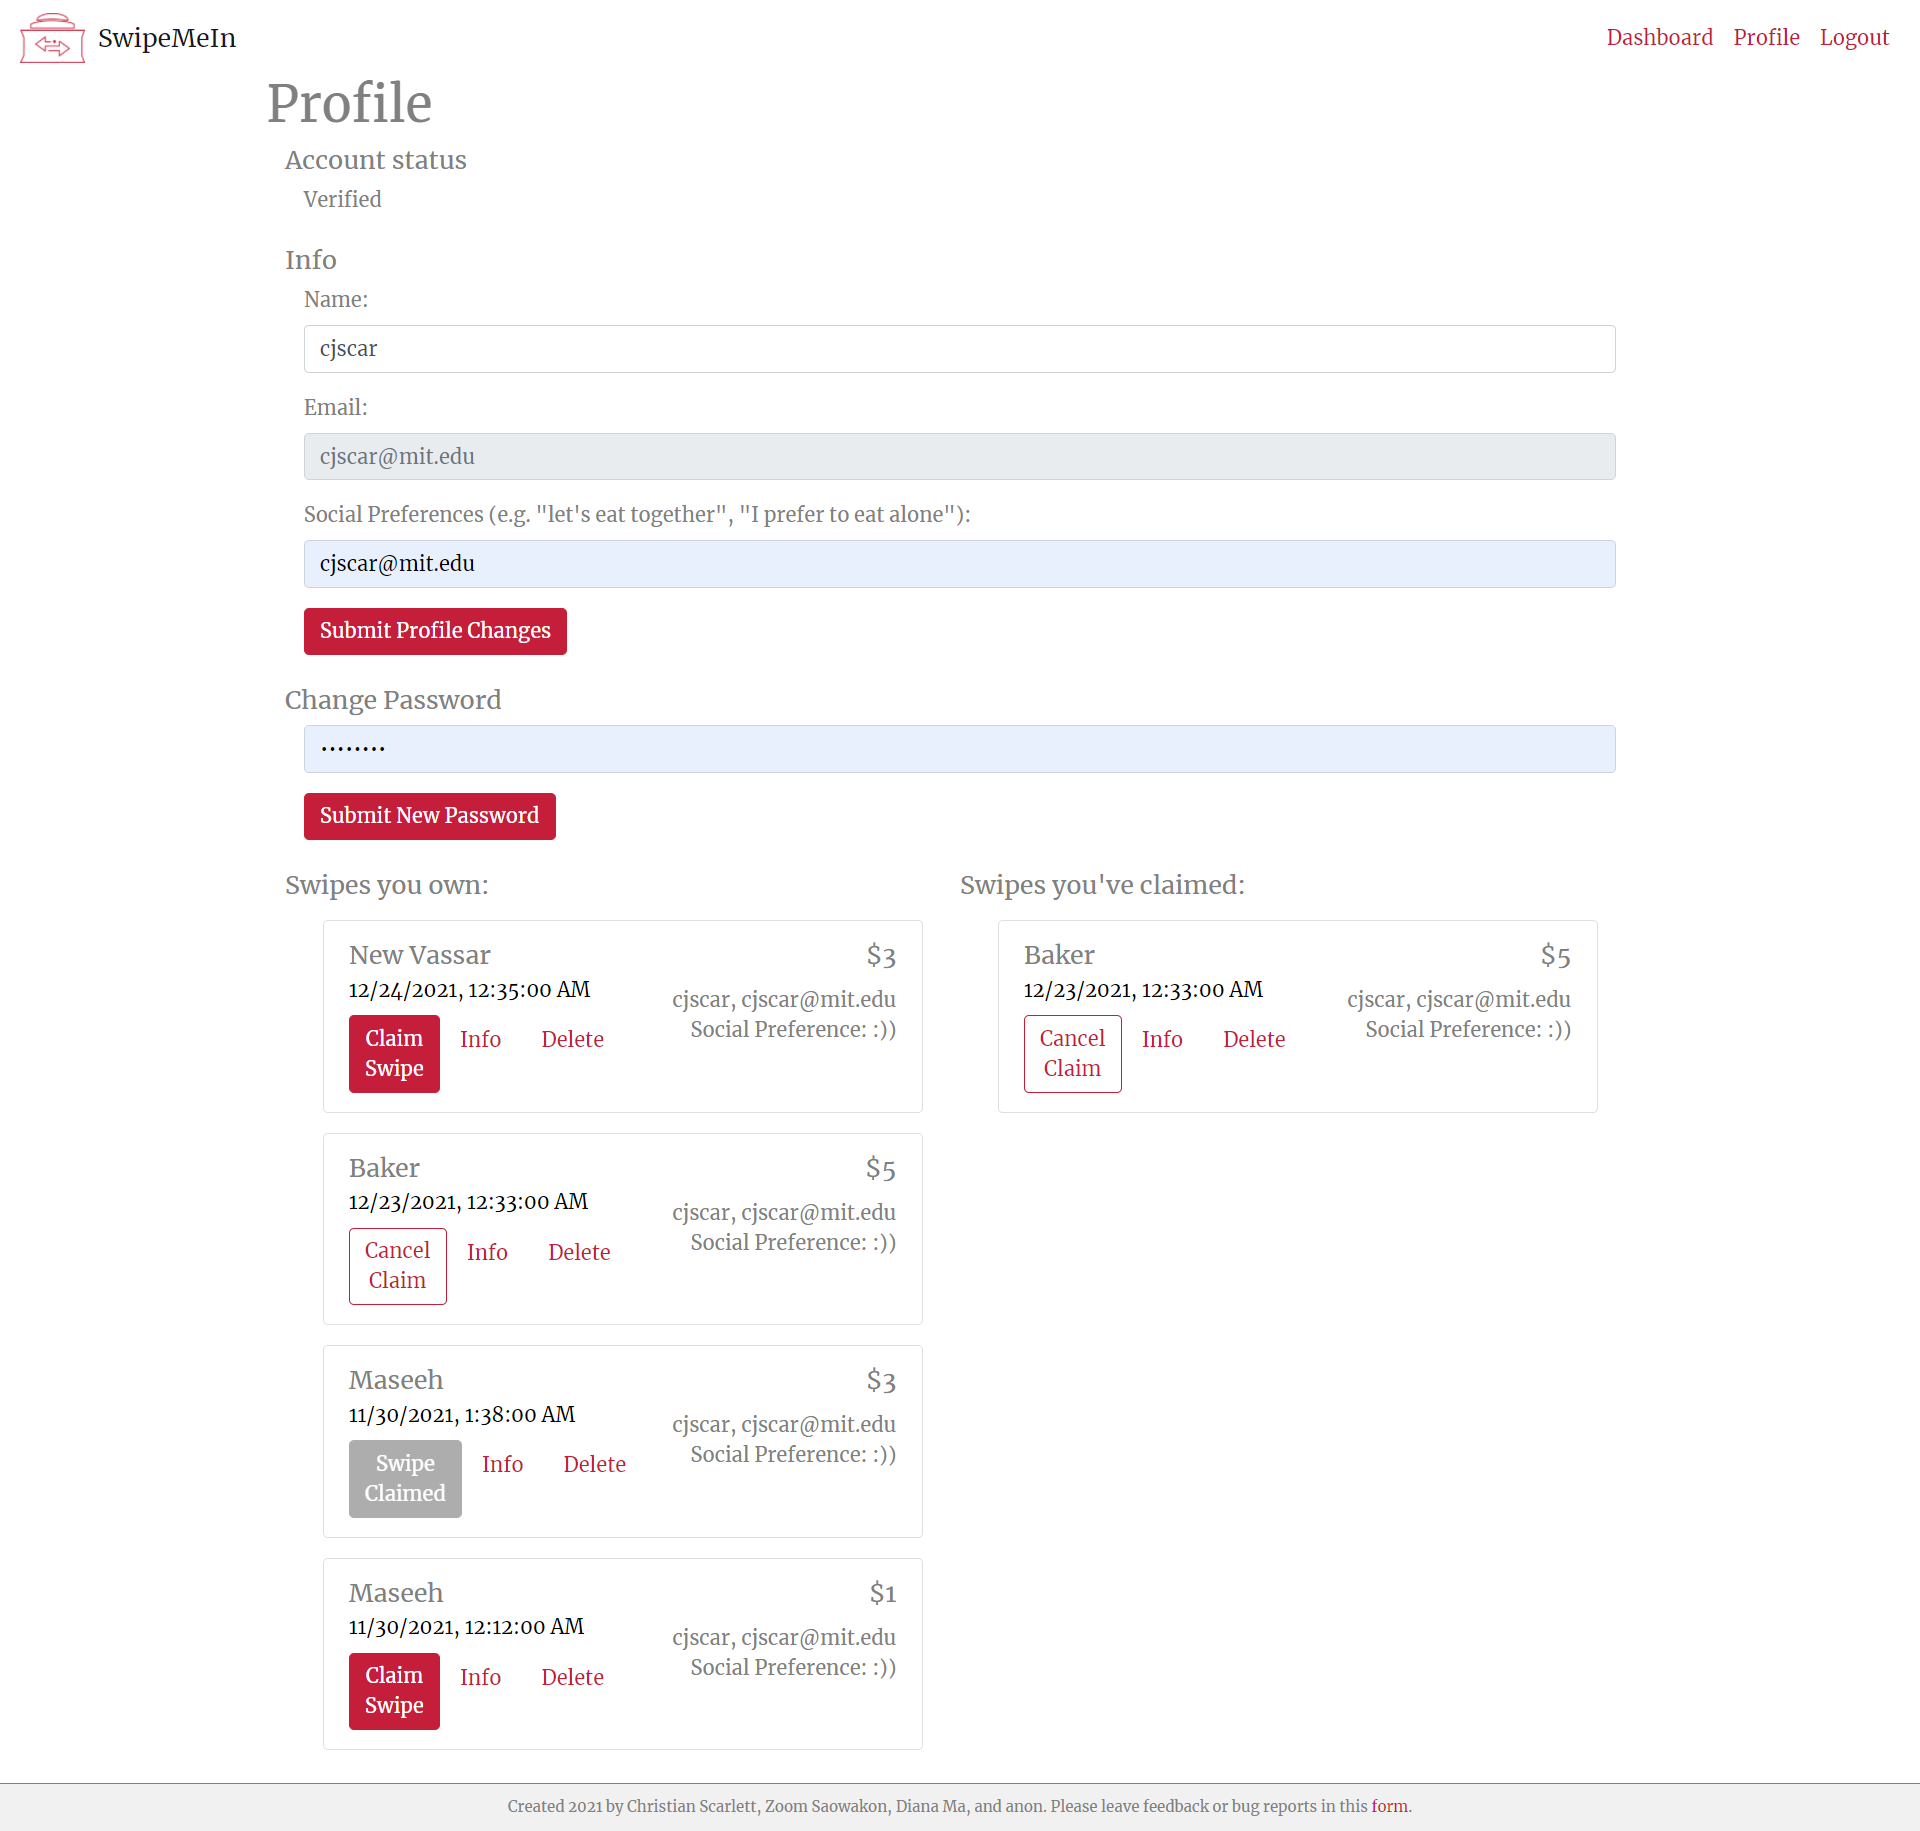 SwipeMeIn
Dashboard Profile Logout
Profile
Account status
Verified
Info
Name:
cjscar
Email:
cjscar@mit.edu
Social Preferences (e.g. "let's eat together", "I prefer to eat alone"):
cjscar@mit.edu
Submit Profile Changes
Change Password
........
Submit New Password
Swipes you own:
New Vassar $3
12/24/2021, 12:35:00 AM
cjscar, cjscar@mit.edu
Social Preference: :))
Claim
Swipe
Info Delete
Baker $5
12/23/2021, 12:33:00 AM
cjscar, cjscar@mit.edu
Social Preference: :))
Cancel
Claim
Info Delete
Maseeh $3
11/30/2021, 1:38:00 AM
cjscar, cjscar@mit.edu
Social Preference: :))
Swipe
Claimed
Info Delete
Maseeh $1
11/30/2021, 12:12:00 AM
cjscar, cjscar@mit.edu
Social Preference: :))
Claim
Swipe
Info Delete
Swipes you've claimed:
Baker $5
12/23/2021, 12:33:00 AM
cjscar, cjscar@mit.edu
Social Preference: :))
Cancel
Claim
Info Delete
Created 2021 by Christian Scarlett, Zoom Saowakon, Diana Ma, and anon. Please leave feedback or bug reports in this form.